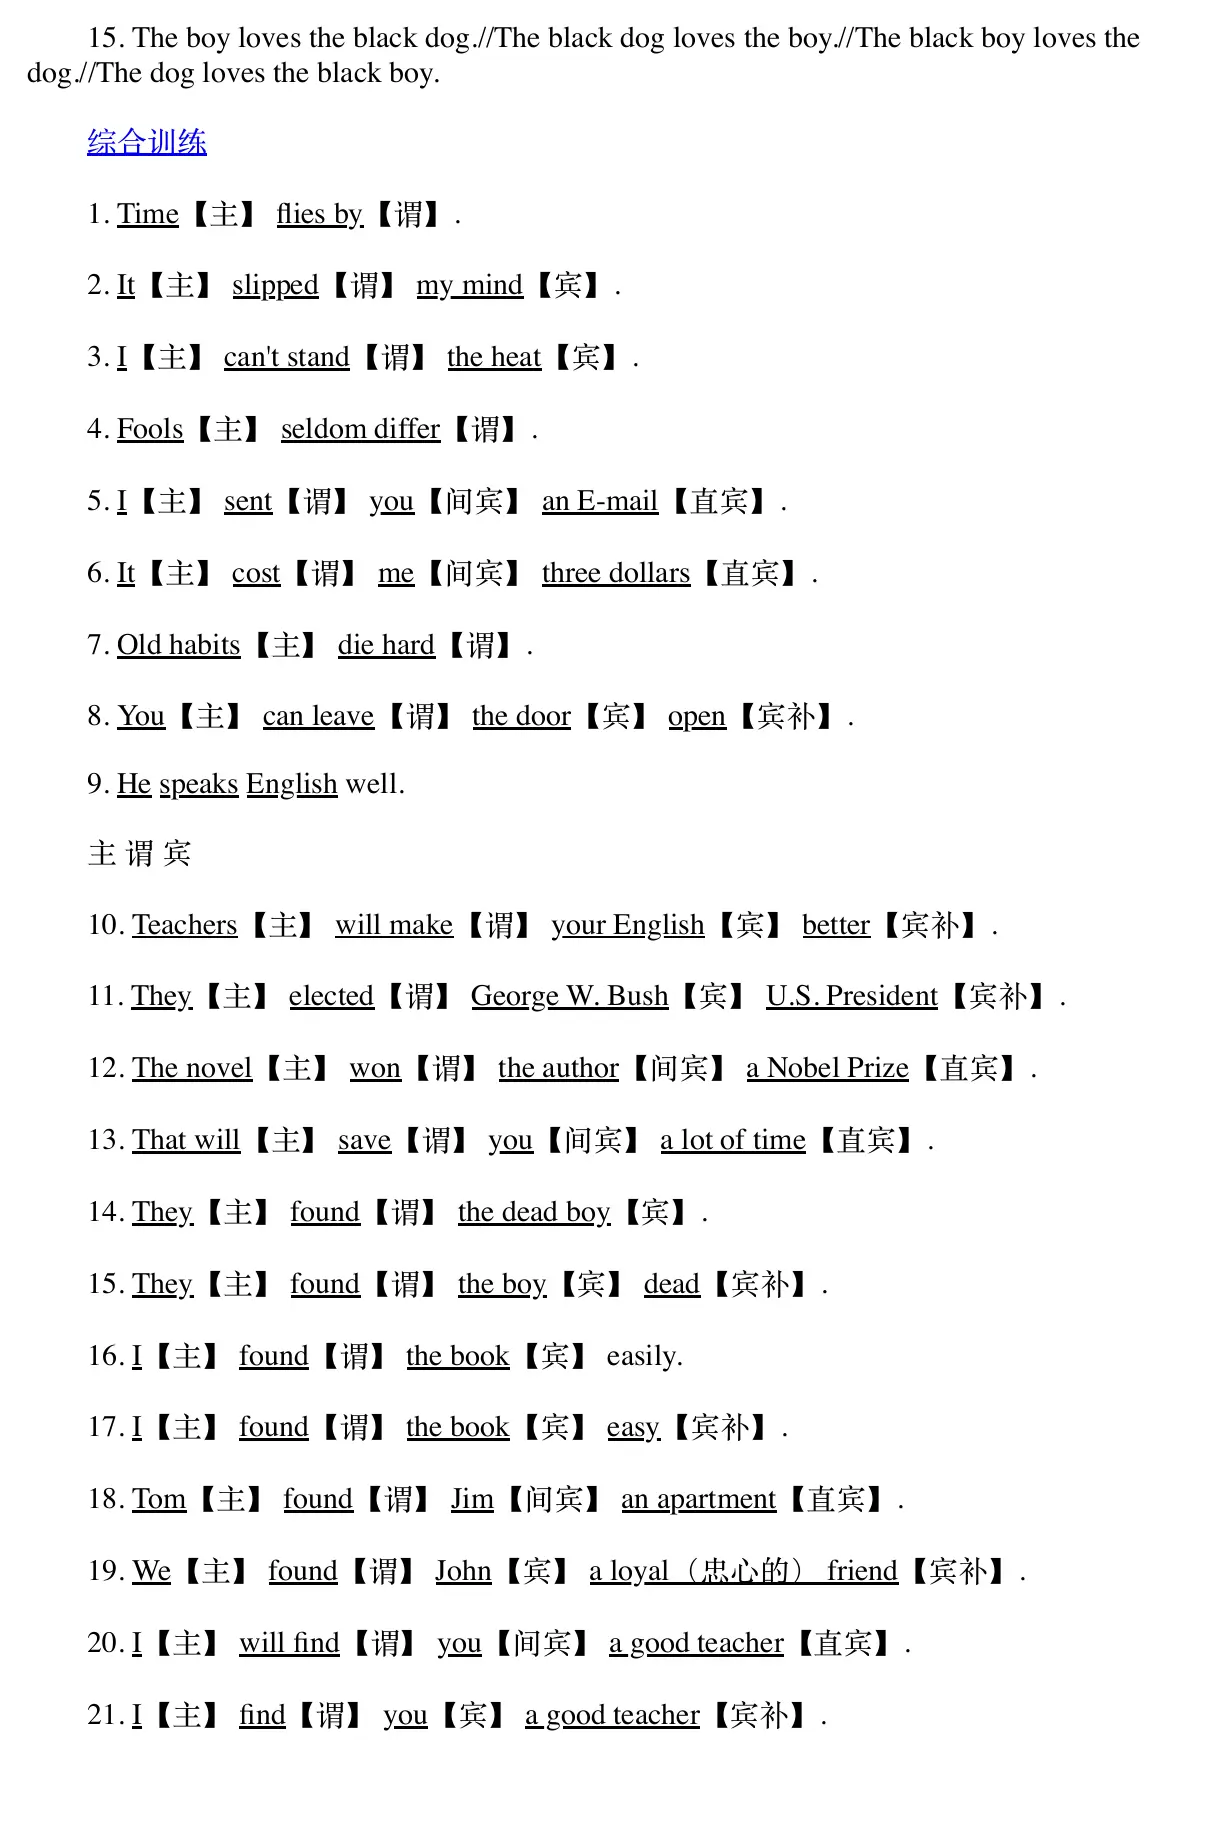 15. The boy loves the black dog.//The black dog loves the boy.//The black boy loves the
dog.//The dog loves the black boy.
综合训练
1. Time【主】 flies by【谓】.
2. It【主】 slipped【谓】 my mind【宾】.
3. I【主】 can't stand【谓】 the heat【宾】.
4. Fools【主】 seldom differ【谓】.
5. I【主】 sent【谓】 you【间宾】 an E-mail【直宾】.
6. It【主】 cost【谓】 me【间宾】 three dollars【直宾】.
7. Old habits【主】 die hard【谓】.
8. You【主】 can leave【谓】 the door【宾】 open【宾补】.
9. He speaks English well.
主 谓 宾
10. Teachers【主】 will make【谓】 your English【宾】 better【宾补】.
11. They【主】 elected【谓】 George W. Bush【宾】 U.S. President【宾补】.
12. The novel【主】 won【谓】 the author【间宾】 a Nobel Prize【直宾】.
13. That will【主】 save【谓】 you【间宾】 a lot of time【直宾】.
14. They【主】 found【谓】 the dead boy【宾】.
15. They【主】 found【谓】 the boy【宾】 dead【宾补】.
16. I【主】 found【谓】 the book【宾】 easily.
17. I【主】 found【谓】 the book【宾】 easy【宾补】.
18. Tom【主】 found【谓】 Jim【间宾】 an apartment【直宾】.
19. We【主】 found【谓】 John【宾】 a loyal（忠心的） friend【宾补】.
20. I【主】 will find【谓】 you【间宾】 a good teacher【直宾】.
21. I【主】 find【谓】 you【宾】 a good teacher【宾补】.